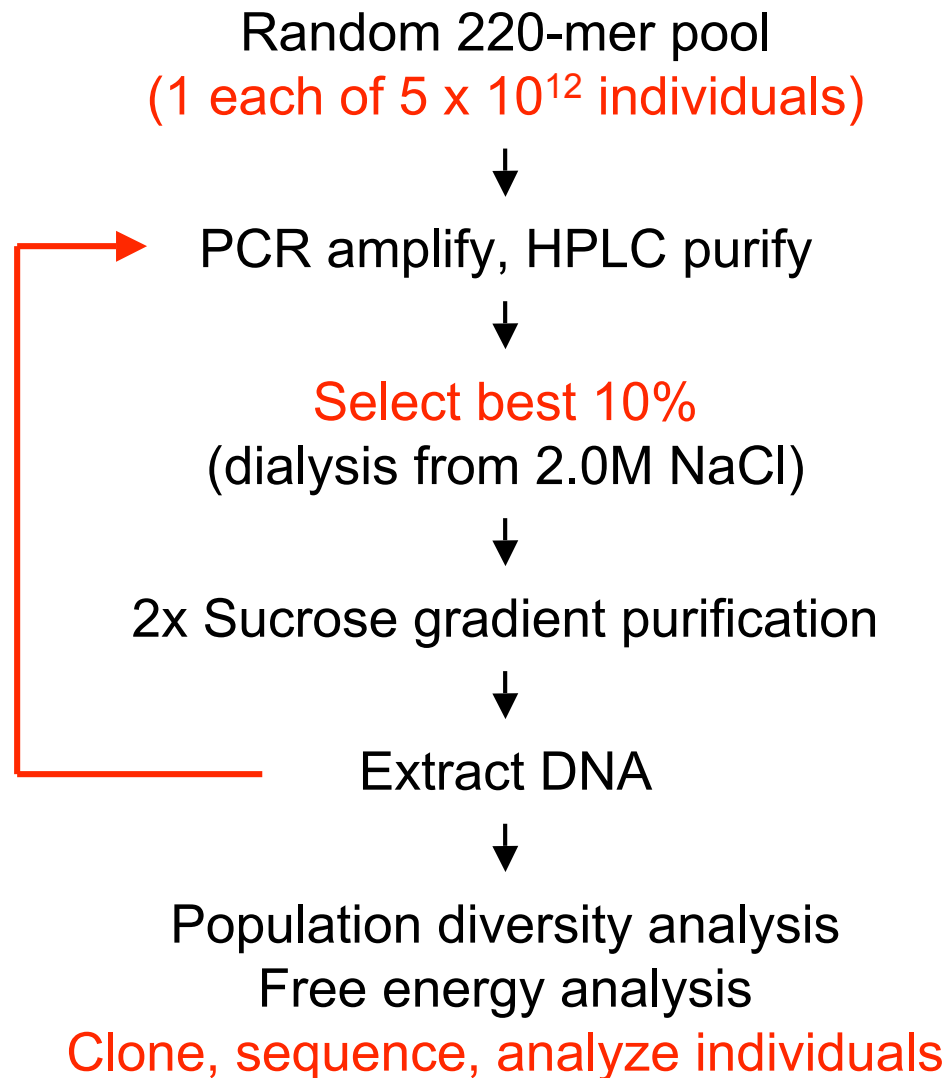 Random 220-mer pool
(1 each of 5 x 10¹² individuals)
PCR amplify, HPLC purify
Select best 10%
(dialysis from 2.0M NaCl)
2x Sucrose gradient purification
Extract DNA
Population diversity analysis
Free energy analysis
Clone, sequence, analyze individuals